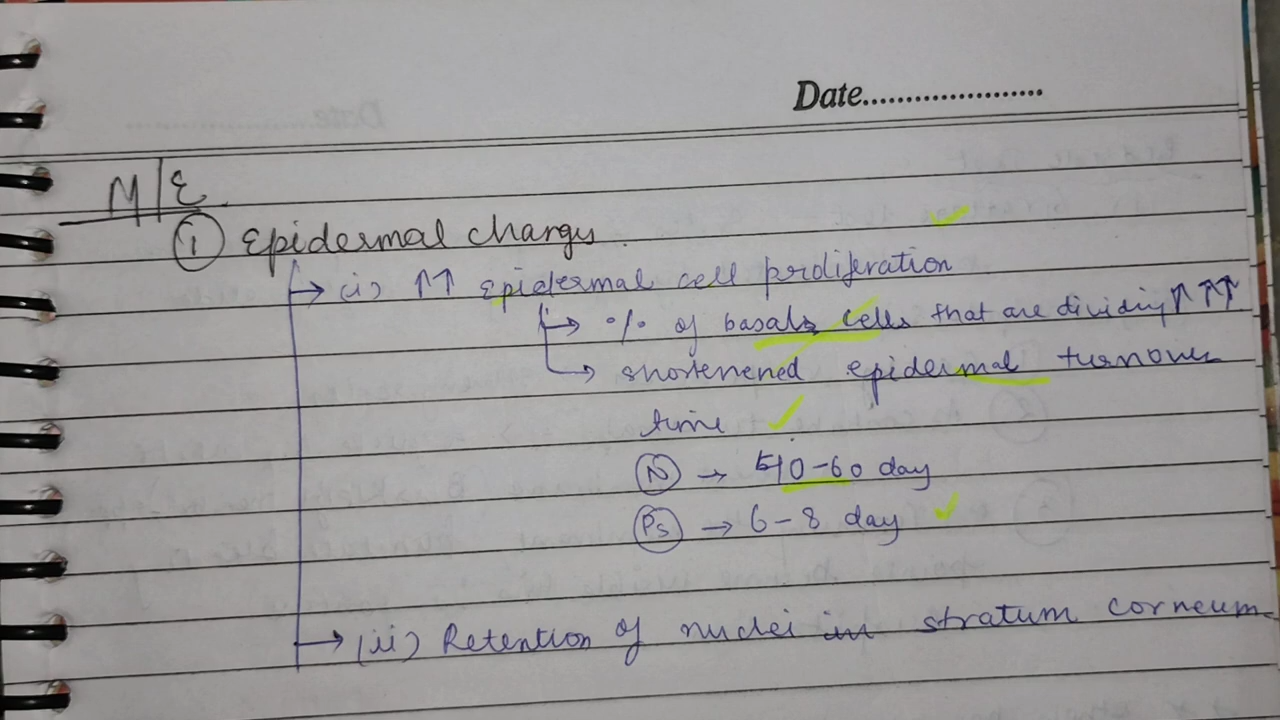 Date....................
M/E.
① Epidermal changes.
→ (i) ↑↑ Epidermal cell proliferation
→ % of basal cells that are dividing ↑↑↑
→ shortenened epidermal turnover
time
(N) → 40-60 day
(Ps) → 6-8 day
→ (ii) Retention of nuclei in stratum corneum